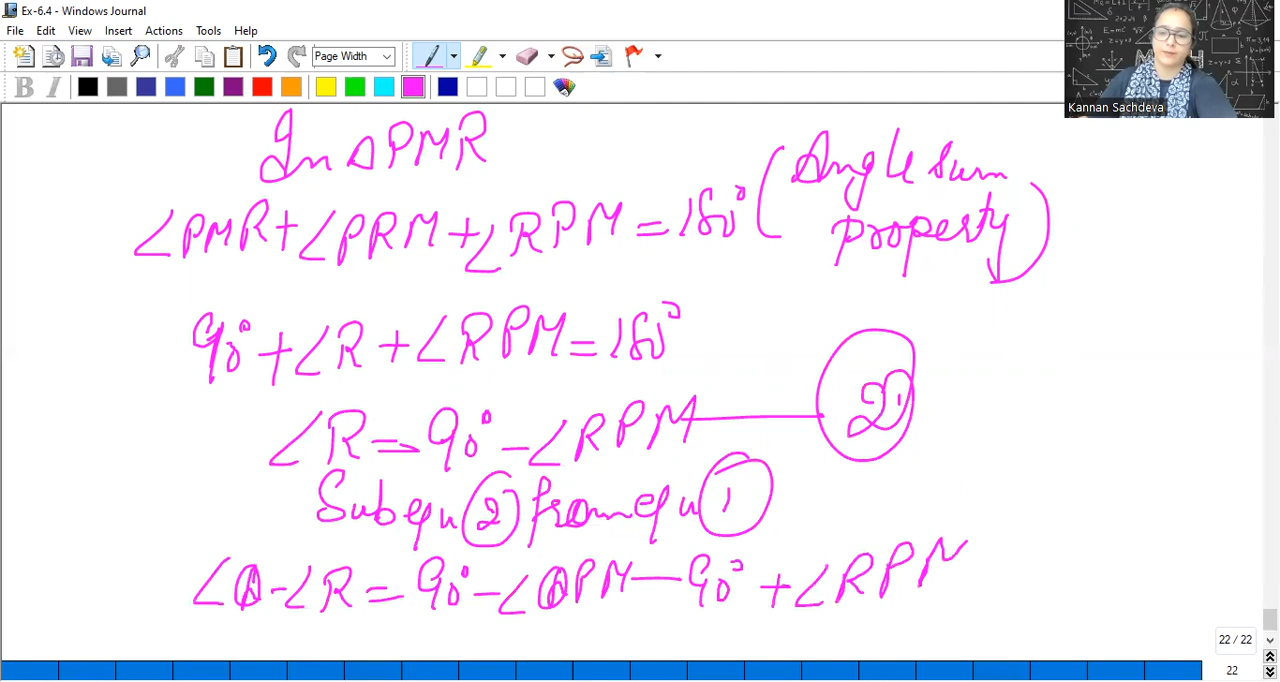 Ex-6.4 - Windows Journal
File Edit View Insert Actions Tools Help
Page Width
B I
Kannan Sachdeva
In △PMR
∠PMR+∠PRM+∠RPM=180° (Angle Sum property)
90°+∠R+∠RPM=180°
∠R=90°-∠RPM — 2
Sub equ 2 from equ 1
∠Q-∠R=90°-∠QPM-90°+∠RPM
22 / 22
22